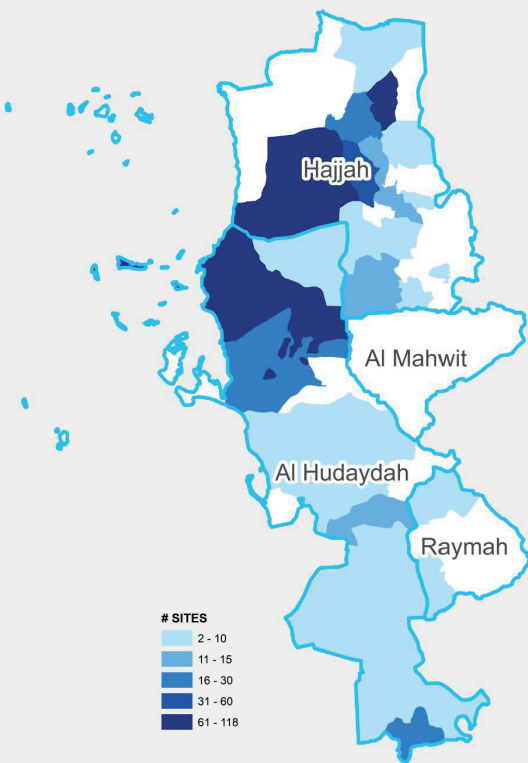 Hajjah
Al Mahwit
Al Hudaydah
Raymah
# SITES
2 - 10
11 - 15
16 - 30
31 - 60
61 - 118